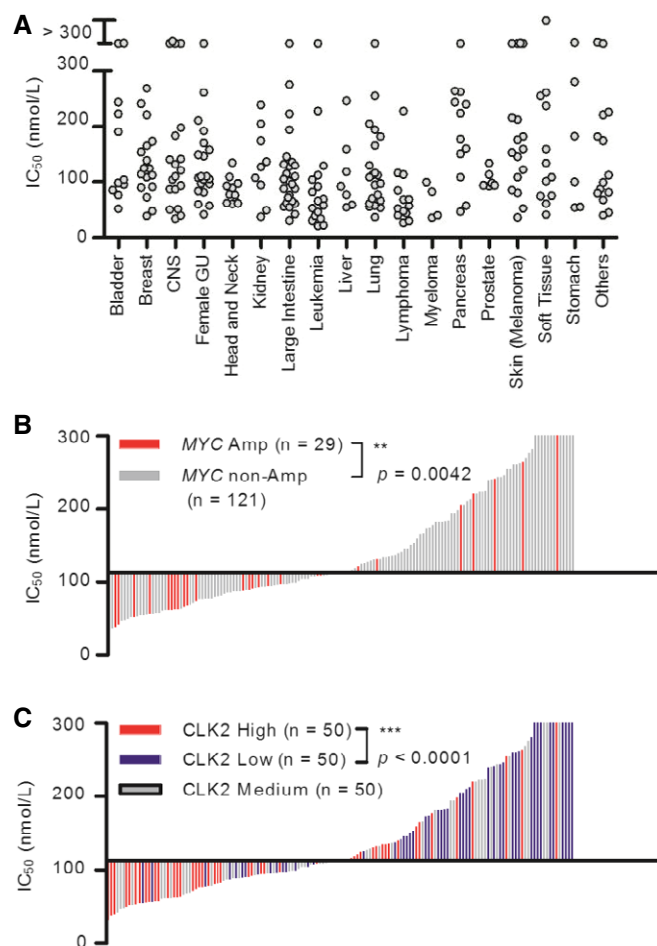 A
> 300
300
200
100
0
IC50 (nmol/L)
Bladder
Breast
CNS
Female GU
Head and Neck
Kidney
Large Intestine
Leukemia
Liver
Lung
Lymphoma
Myeloma
Pancreas
Prostate
Skin (Melanoma)
Soft Tissue
Stomach
Others
B
300
200
100
0
IC50 (nmol/L)
MYC Amp (n = 29)
MYC non-Amp
(n = 121)
**
p = 0.0042
C
300
200
100
0
IC50 (nmol/L)
CLK2 High (n = 50)
CLK2 Low (n = 50)
CLK2 Medium (n = 50)
***
p < 0.0001